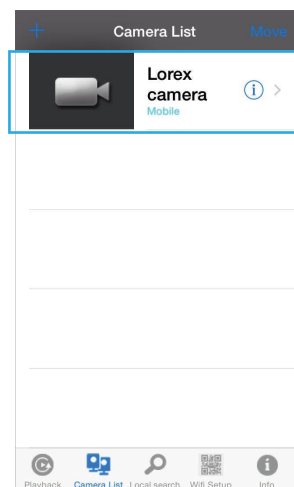 + Camera List Move
Lorex
camera
Mobile
Playback Camera List Local search Wifi Setup Info